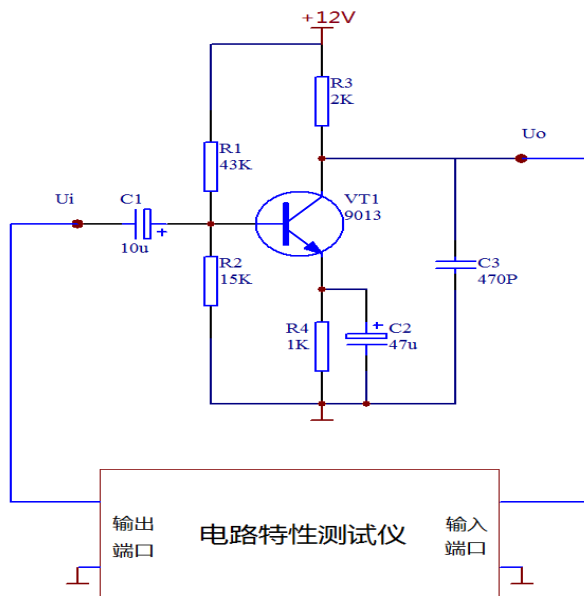 +12V
R3
2K
Uo
R1
43K
Ui
C1
+
10u
VT1
9013
R2
15K
C3
470P
R4
1K
+
C2
47u
输出
端口
电路特性测试仪
输入
端口